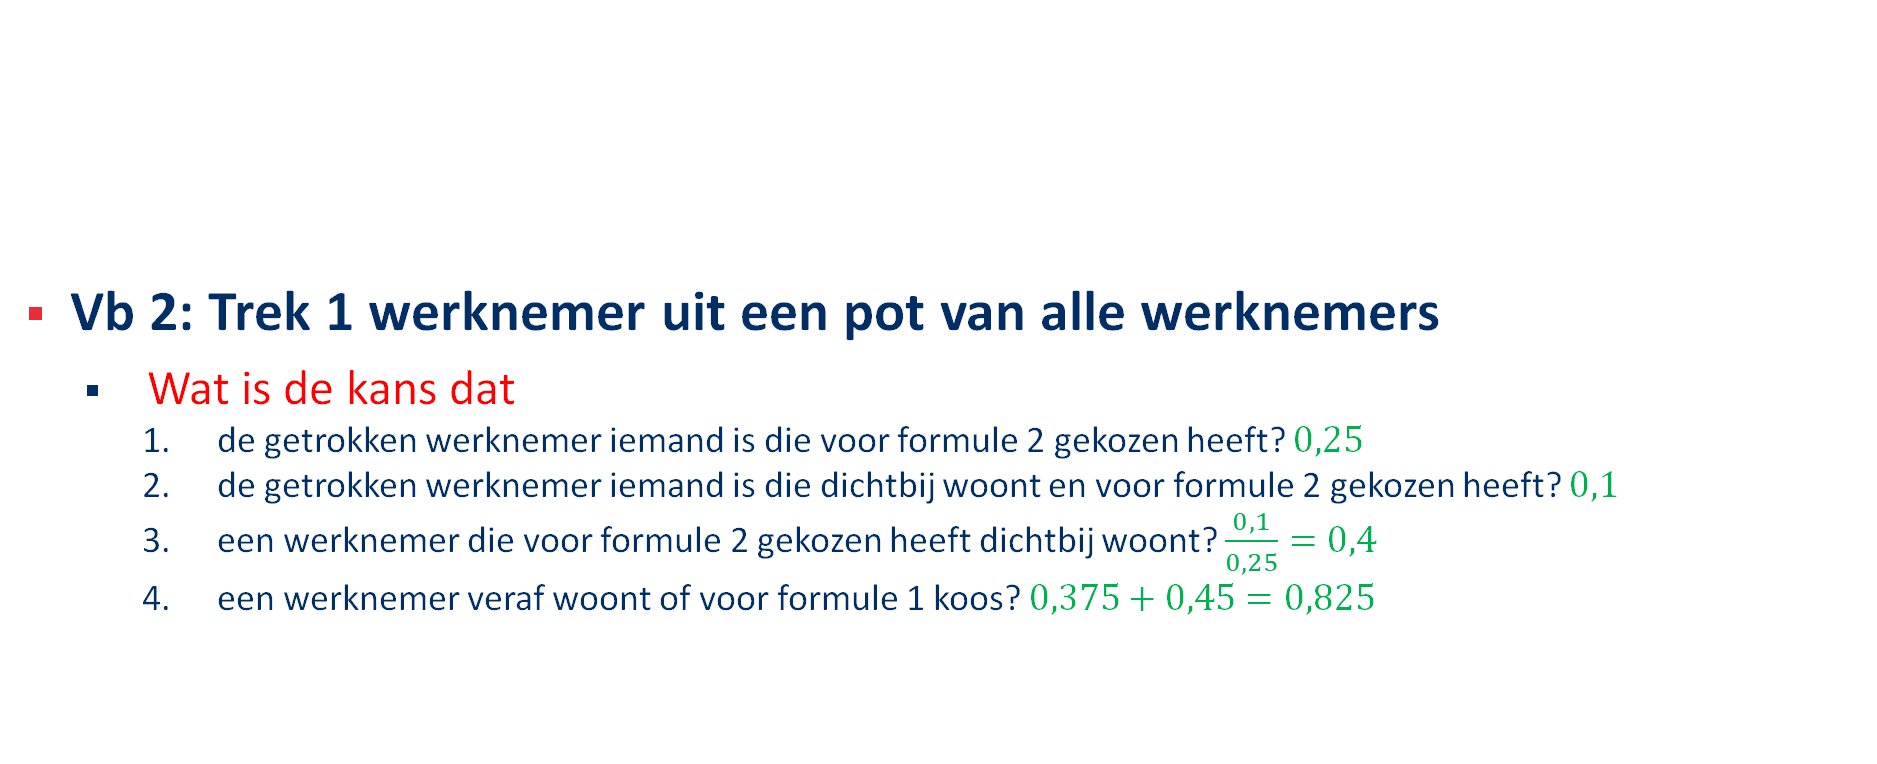 Vb 2: Trek 1 werknemer uit een pot van alle werknemers
Wat is de kans dat
1. de getrokken werknemer iemand is die voor formule 2 gekozen heeft? 0,25
2. de getrokken werknemer iemand is die dichtbij woont en voor formule 2 gekozen heeft? 0,1
3. een werknemer die voor formule 2 gekozen heeft dichtbij woont? 0,1/0,25 = 0,4
4. een werknemer veraf woont of voor formule 1 koos? 0,375 + 0,45 = 0,825